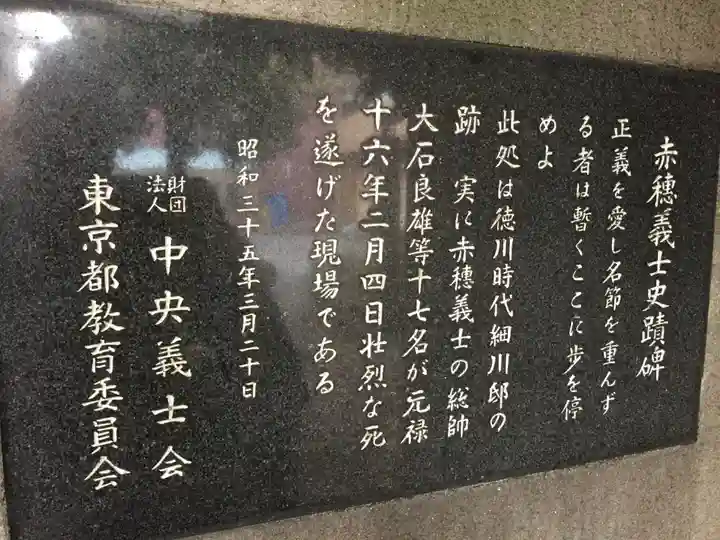 赤穂義士史蹟碑
正義を愛し名節を重んず
る者は暫くここに歩を停
めよ
此処は徳川時代細川邸の
跡　実に赤穂義士の総帥
大石良雄等十七名が元禄
十六年二月四日壮烈な死
を遂げた現場である
昭和三十五年三月二十日
財団法人 中央義士会
東京都教育委員会